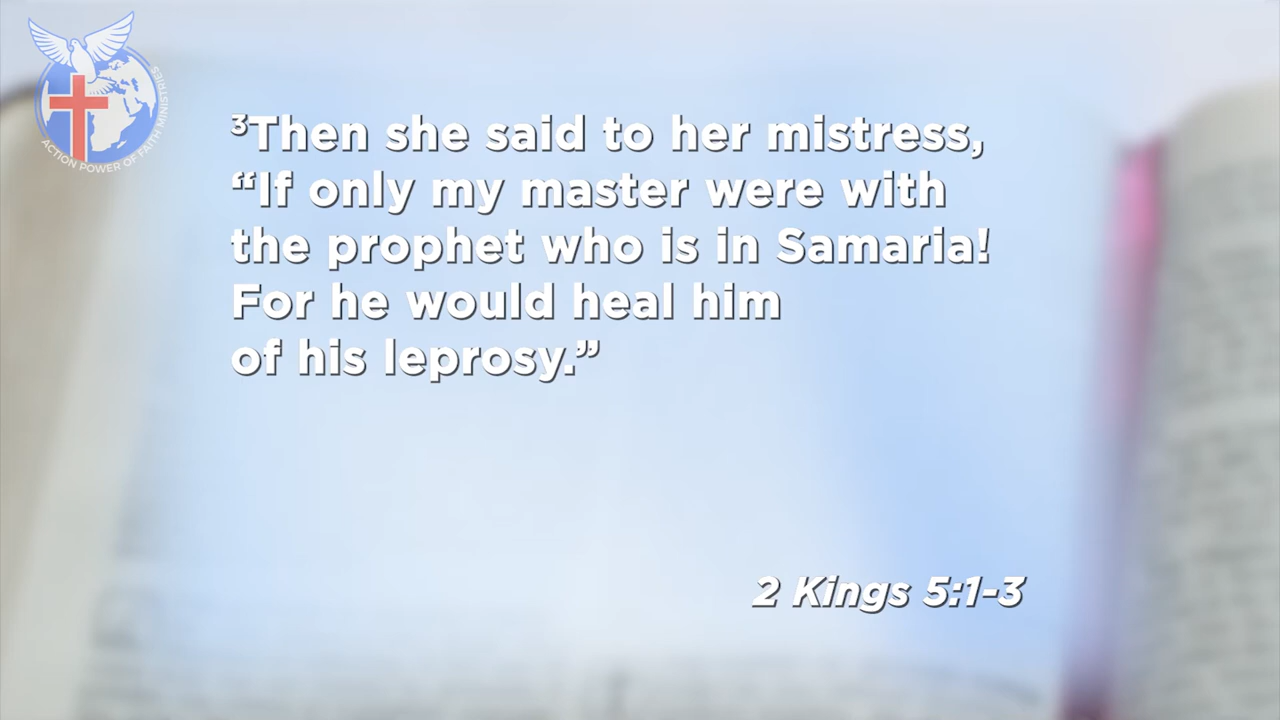 ACTION POWER OF FAITH MINISTRIES
³Then she said to her mistress,
“If only my master were with
the prophet who is in Samaria!
For he would heal him
of his leprosy.”
2 Kings 5:1-3